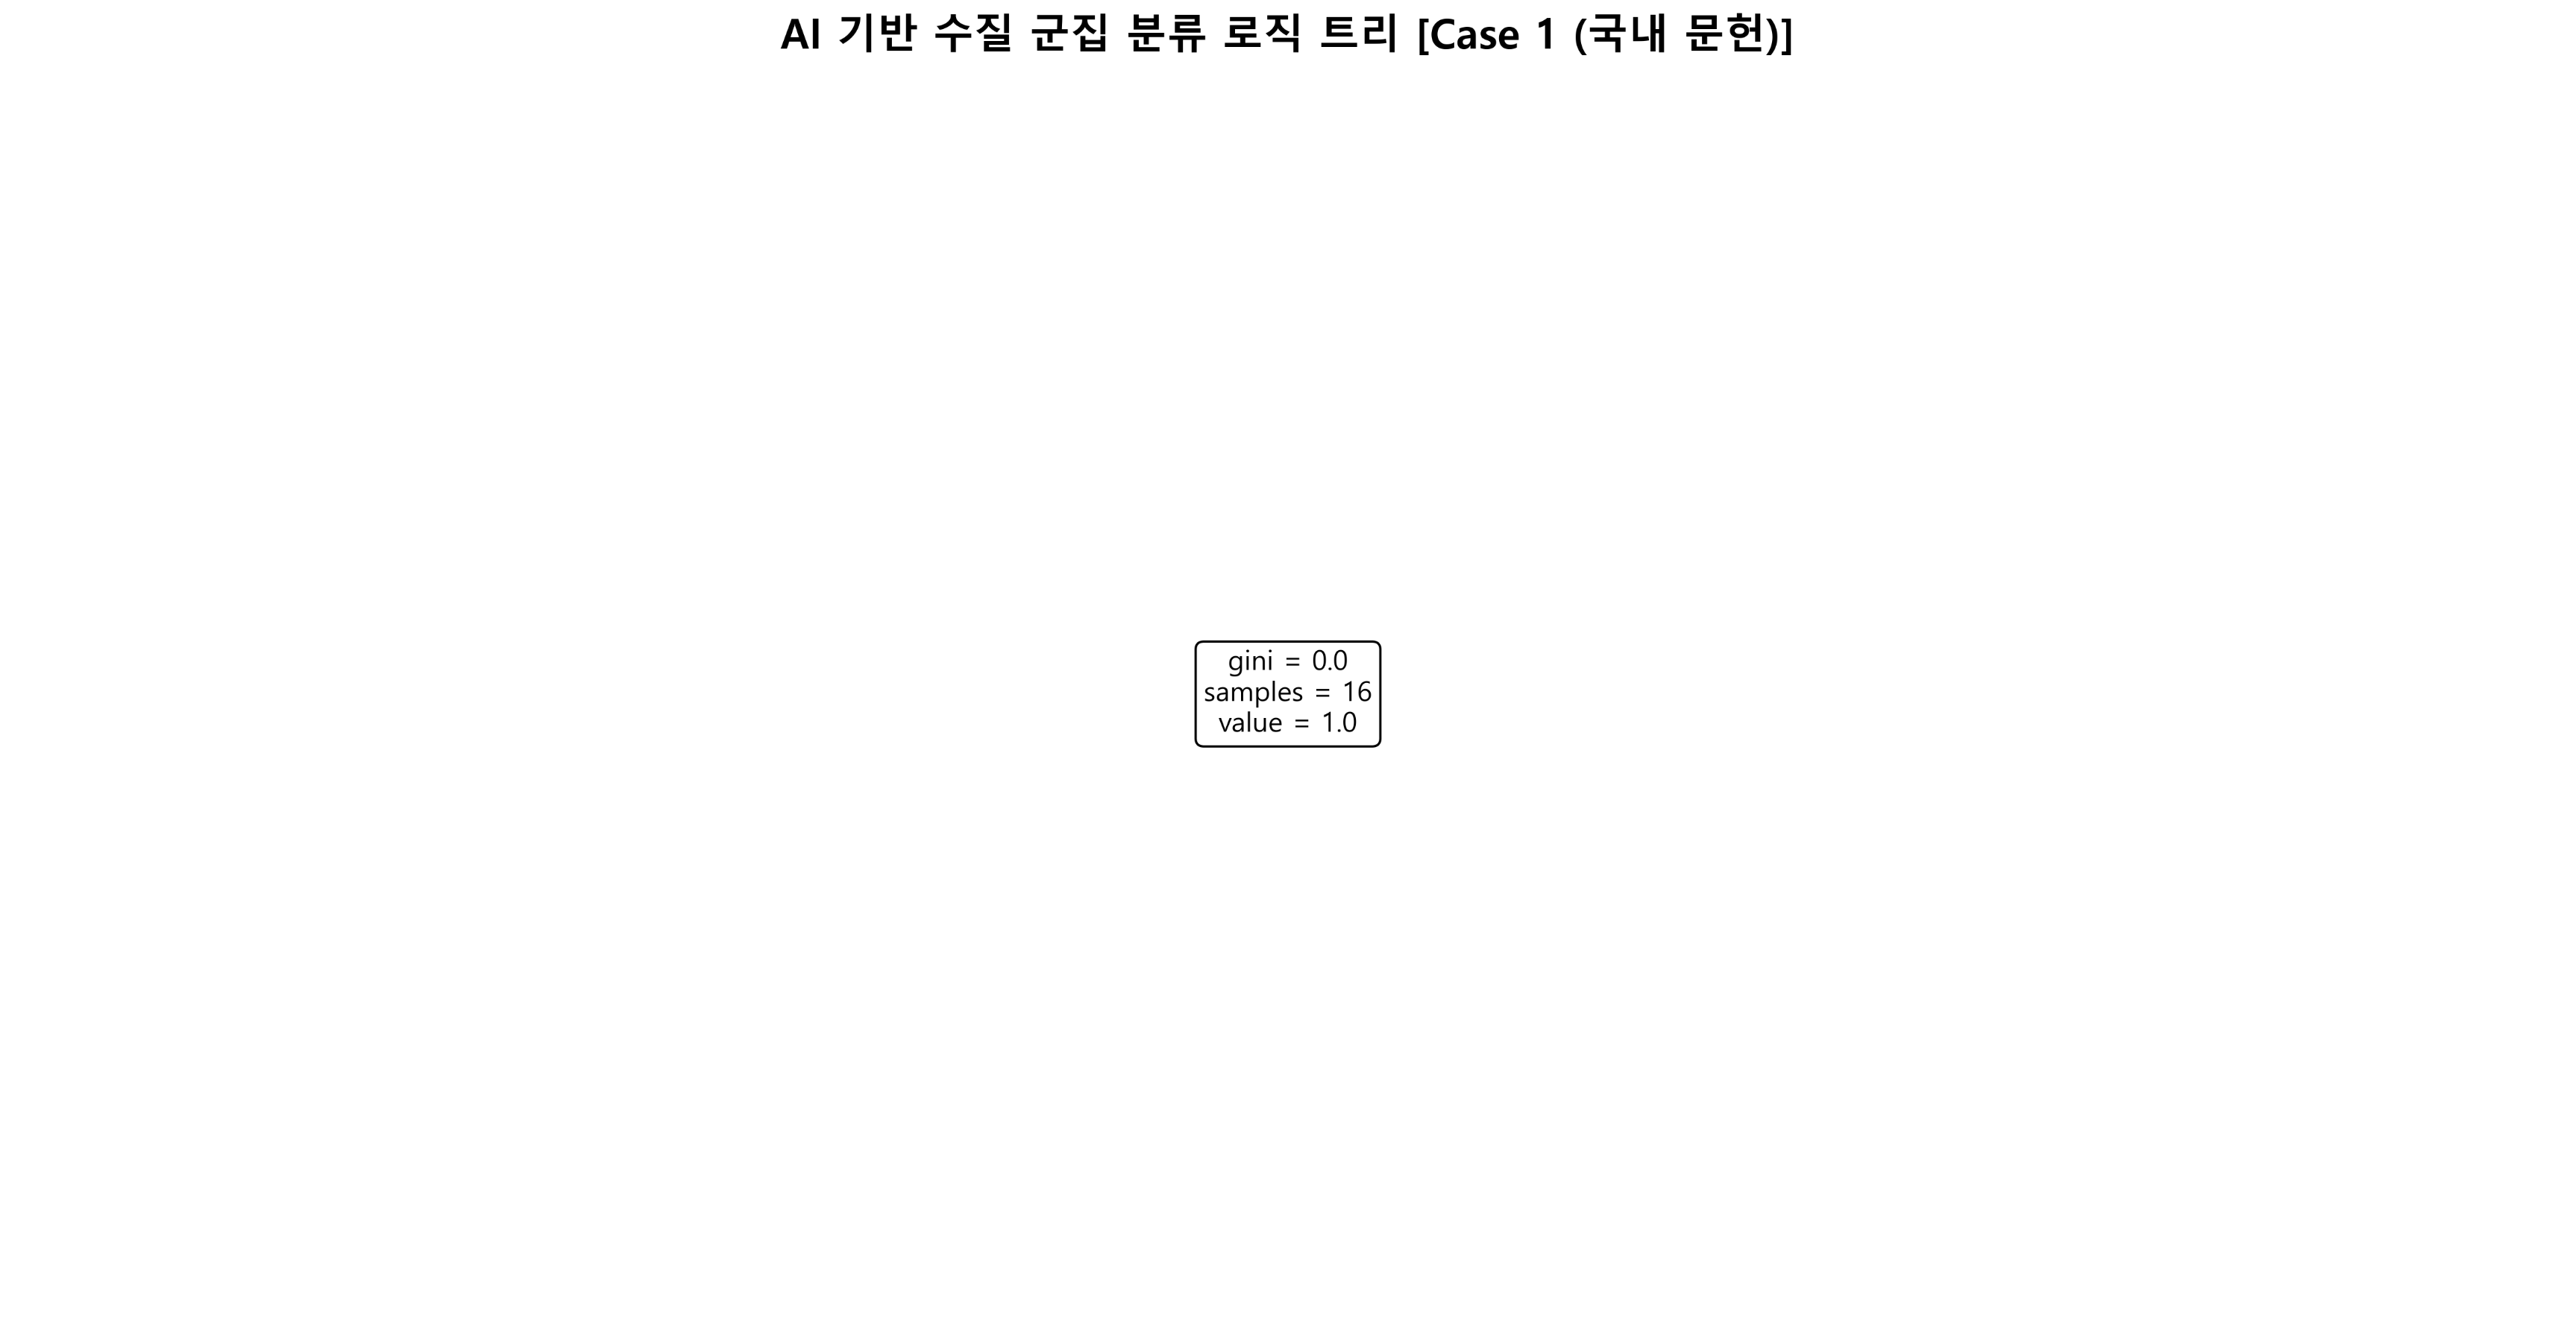 AI 기반 수질 군집 분류 로직 트리 [Case 1 (국내 문헌)]
gini = 0.0
samples = 16
value = 1.0